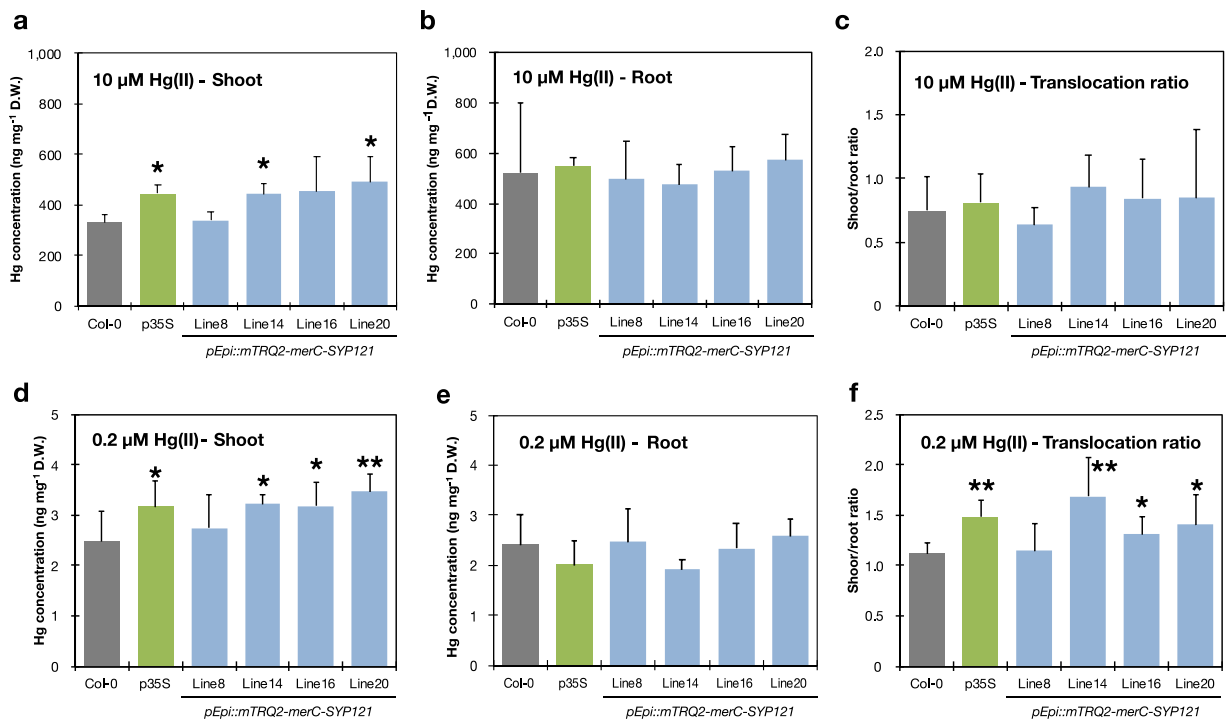 a
1,000
10 µM Hg(II) - Shoot
800
600
400
200
0
Hg concentration (ng mg⁻¹ D.W.)
* * *
Col-0 p35S Line8 Line14 Line16 Line20
pEpi::mTRQ2-merC-SYP121
b
1,000
10 µM Hg(II) - Root
800
600
400
200
0
Hg concentration (ng mg⁻¹D.W.)
Col-0 p35S Line8 Line14 Line16 Line20
pEpi::mTRQ2-merC-SYP121
c
2.0
10 µM Hg(II) - Translocation ratio
1.5
1.0
0.5
0
Shoot/root ratio
Col-0 p35S Line8 Line14 Line16 Line20
pEpi::mTRQ2-merC-SYP121
d
5
0.2 µM Hg(II) - Shoot
4
3
2
1
0
Hg concentration (ng mg⁻¹ D.W.)
* * * **
Col-0 p35S Line8 Line14 Line16 Line20
pEpi::mTRQ2-merC-SYP121
e
5
0.2 µM Hg(II) - Root
4
3
2
1
0
Hg concentration (ng mg⁻¹ D.W.)
Col-0 p35S Line8 Line14 Line16 Line20
pEpi::mTRQ2-merC-SYP121
f
2.5
0.2 µM Hg(II) - Translocation ratio
2.0
1.5
1.0
0.5
0
Shoor/root ratio
** ** * *
Col-0 p35S Line8 Line14 Line16 Line20
pEpi::mTRQ2-merC-SYP121